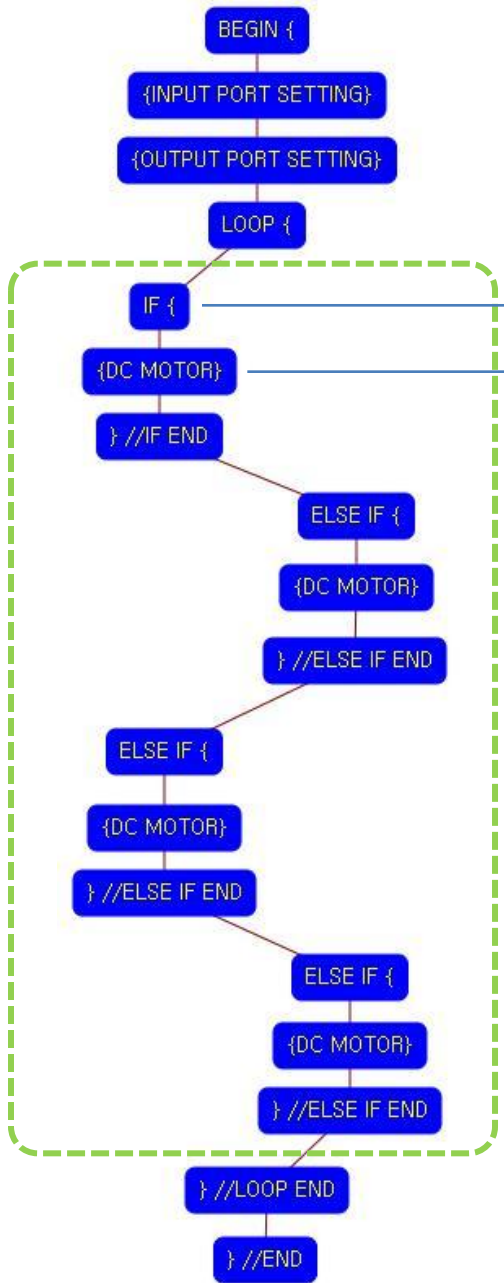 BEGIN {
{INPUT PORT SETTING}
{OUTPUT PORT SETTING}
LOOP {
IF {
{DC MOTOR}
} //IF END
ELSE IF {
{DC MOTOR}
} //ELSE IF END
ELSE IF {
{DC MOTOR}
} //ELSE IF END
ELSE IF {
{DC MOTOR}
} //ELSE IF END
} //LOOP END
} //END